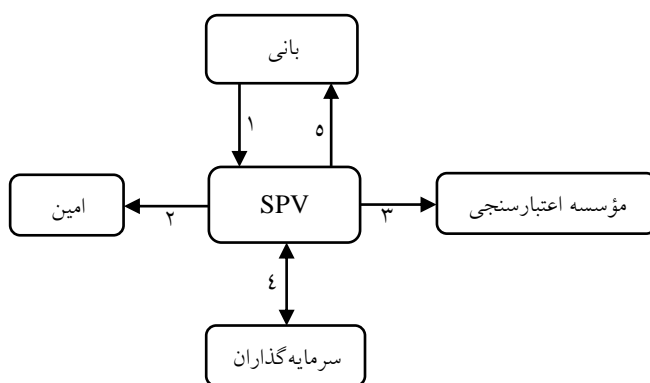 بانی
۱
۵
امین
۲
SPV
۳
مؤسسه اعتبارسنجی
٤
سرمایه‌گذاران